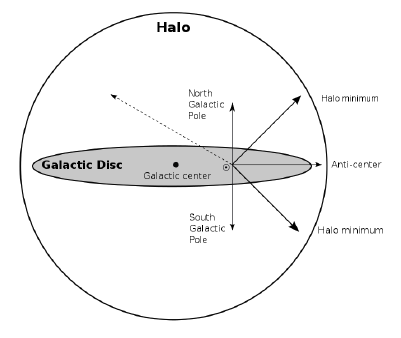 Halo
North
Galactic
Pole
Halo minimum
Galactic Disc
Galactic center
Anti-center
South
Galactic
Pole
Halo minimum